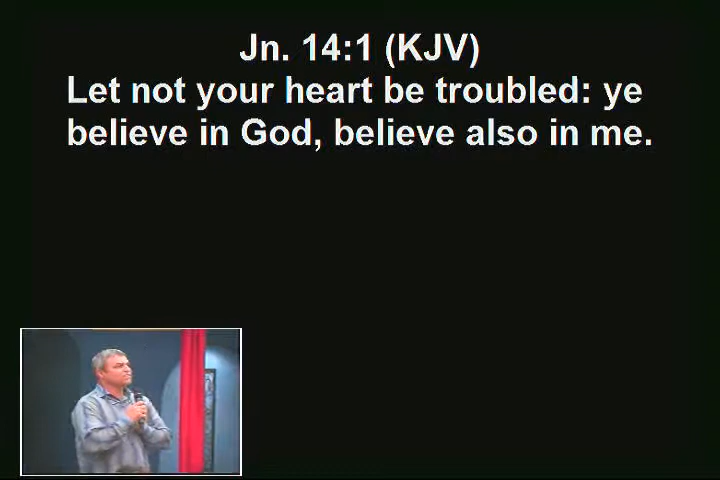 Jn. 14:1 (KJV)
Let not your heart be troubled: ye
believe in God, believe also in me.